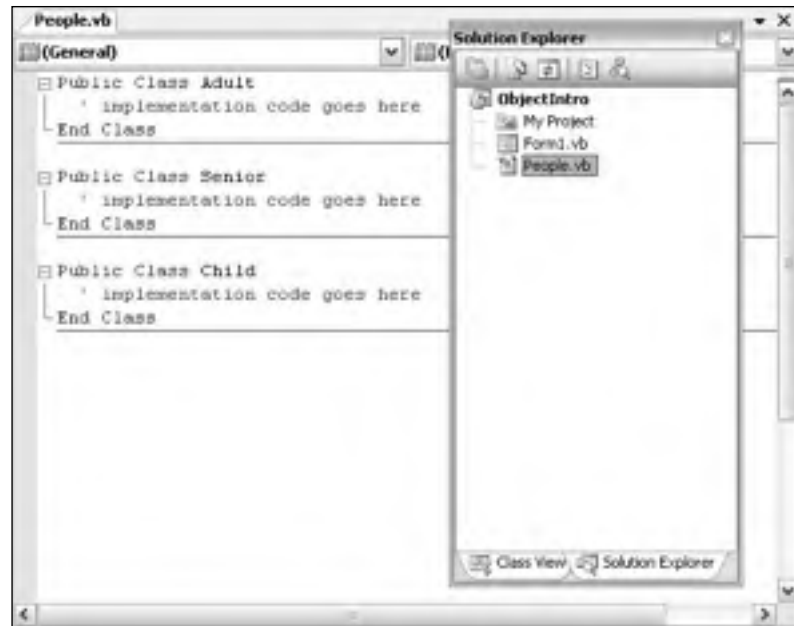 People.vb
(General)
Public Class Adult
' implementation code goes here
End Class
Public Class Senior
' implementation code goes here
End Class
Public Class Child
' implementation code goes here
End Class
Solution Explorer
ObjectIntro
My Project
Form1.vb
People.vb
Class View
Solution Explorer